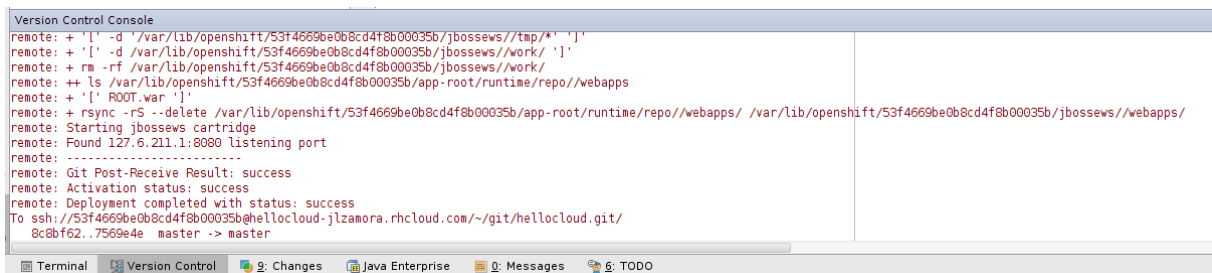 Version Control Console
remote: + '[' -d '/var/lib/openshift/53f4669be0b8cd4f8b00035b/jbossews//tmp/*' ']'
remote: + '[' -d /var/lib/openshift/53f4669be0b8cd4f8b00035b/jbossews//work/ ']'
remote: + rm -rf /var/lib/openshift/53f4669be0b8cd4f8b00035b/jbossews//work/
remote: ++ ls /var/lib/openshift/53f4669be0b8cd4f8b00035b/app-root/runtime/repo//webapps
remote: + '[' ROOT.war ']'
remote: + rsync -rS --delete /var/lib/openshift/53f4669be0b8cd4f8b00035b/app-root/runtime/repo//webapps/ /var/lib/openshift/53f4669be0b8cd4f8b00035b/jbossews//webapps/
remote: Starting jbossews cartridge
remote: Found 127.6.211.1:8080 listening port
remote: -------------------------
remote: Git Post-Receive Result: success
remote: Activation status: success
remote: Deployment completed with status: success
To ssh://53f4669be0b8cd4f8b00035b@hellocloud-jlzamora.rhcloud.com/~/git/hellocloud.git/
8c8bf62..7569e4e  master -> master
Terminal Version Control 9: Changes Java Enterprise 0: Messages 6: TODO